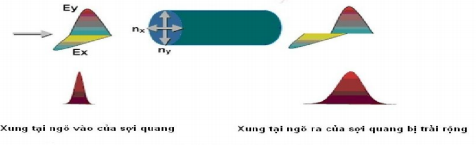 Ey
Ex
nx
ny
Xung tại ngõ vào của sợi quang
Xung tại ngõ ra của sợi quang bị trải rộng